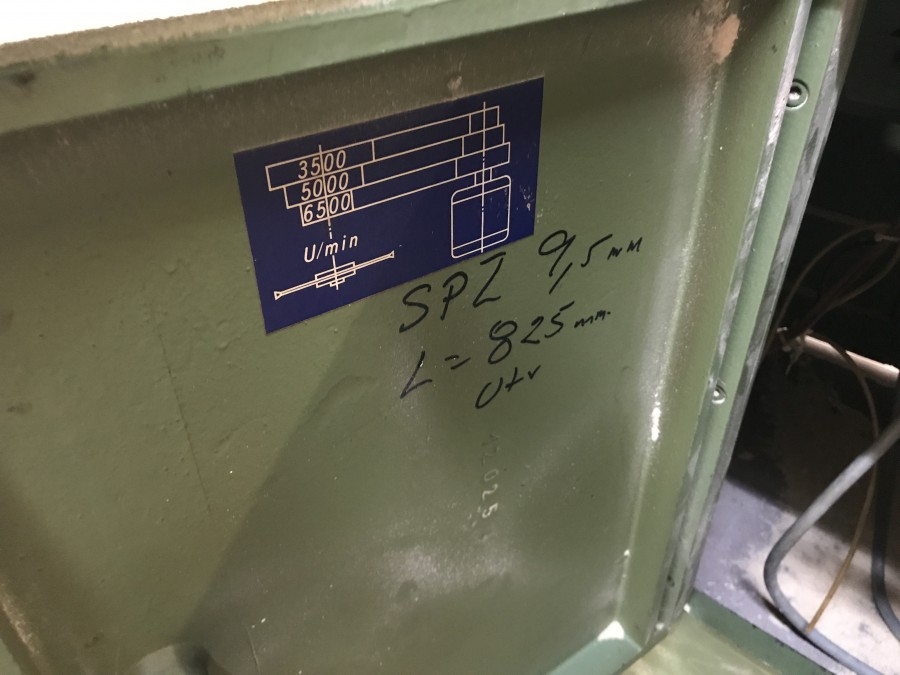 3500
5000
6500
U/min
SPZ 9,5 mm
L = 825 mm.
Utv